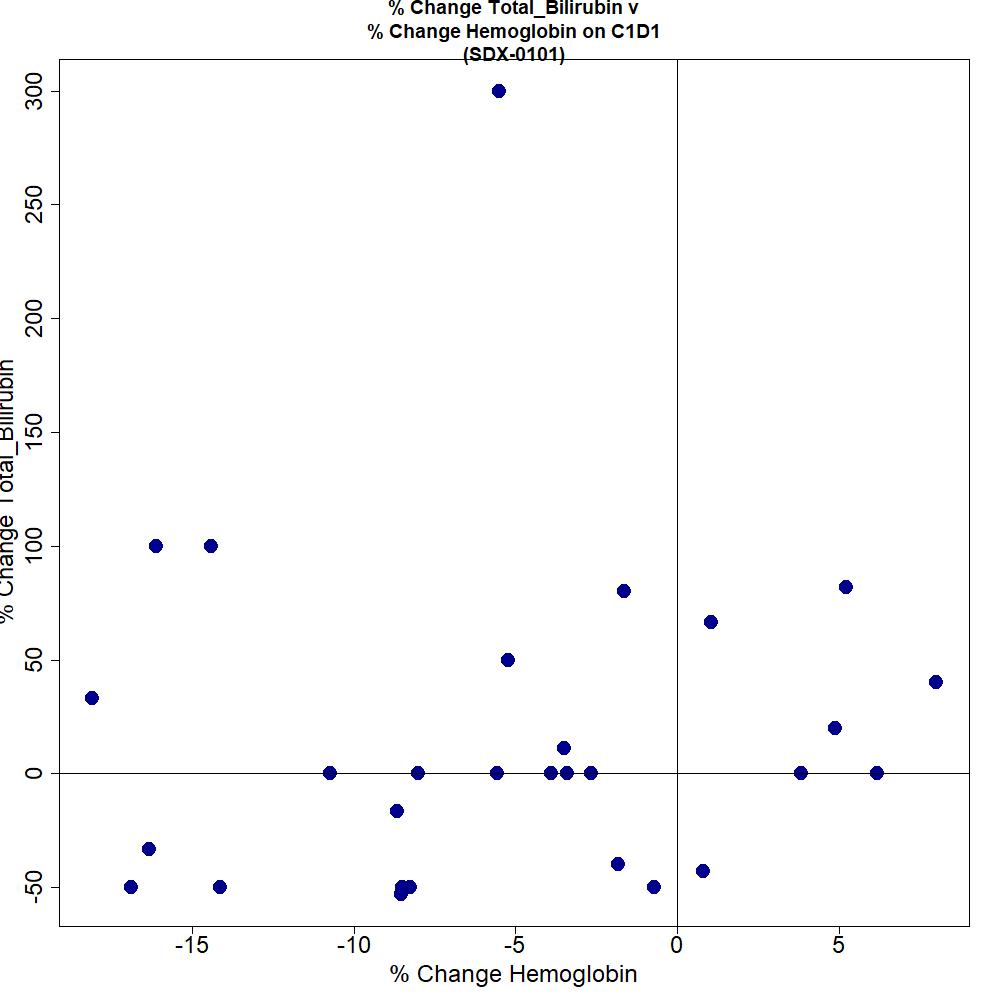 % Change Total_Bilirubin v
% Change Hemoglobin on C1D1
(SDX-0101)
% Change Total_Bilirubin
300
250
200
150
100
50
0
-50
-15
-10
-5
0
5
% Change Hemoglobin